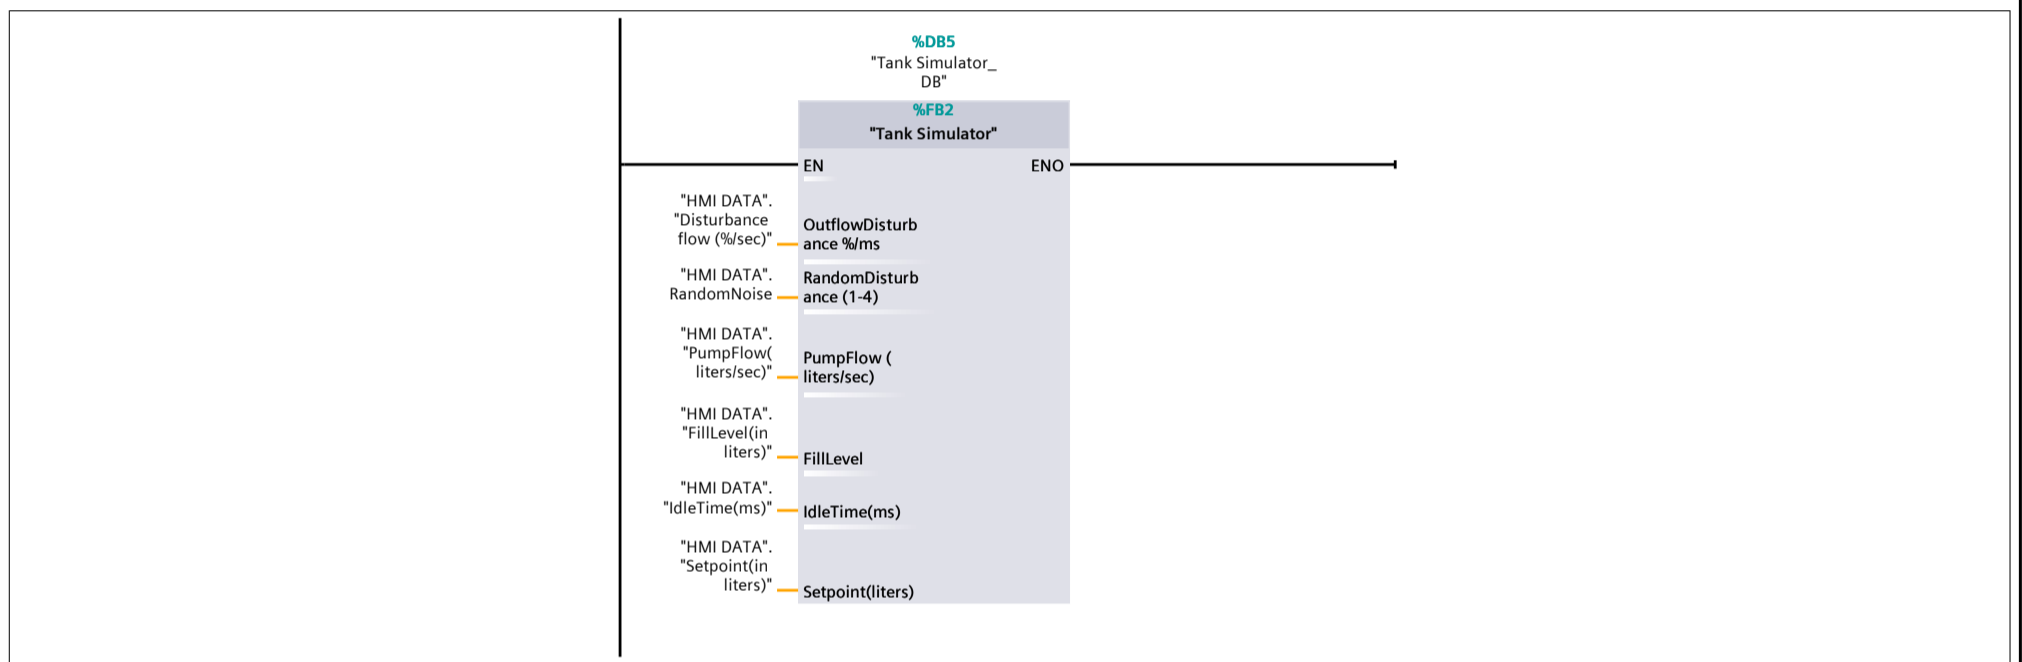 %DB5
"Tank Simulator_
DB"
%FB2
"Tank Simulator"
EN
ENO
"HMI DATA".
"Disturbance
flow (%/sec)"
OutflowDisturb
ance %/ms
"HMI DATA".
RandomNoise
RandomDisturb
ance (1-4)
"HMI DATA".
"PumpFlow(
liters/sec)"
PumpFlow (
liters/sec)
"HMI DATA".
"FillLevel(in
liters)"
FillLevel
"HMI DATA".
"IdleTime(ms)"
IdleTime(ms)
"HMI DATA".
"Setpoint(in
liters)"
Setpoint(liters)